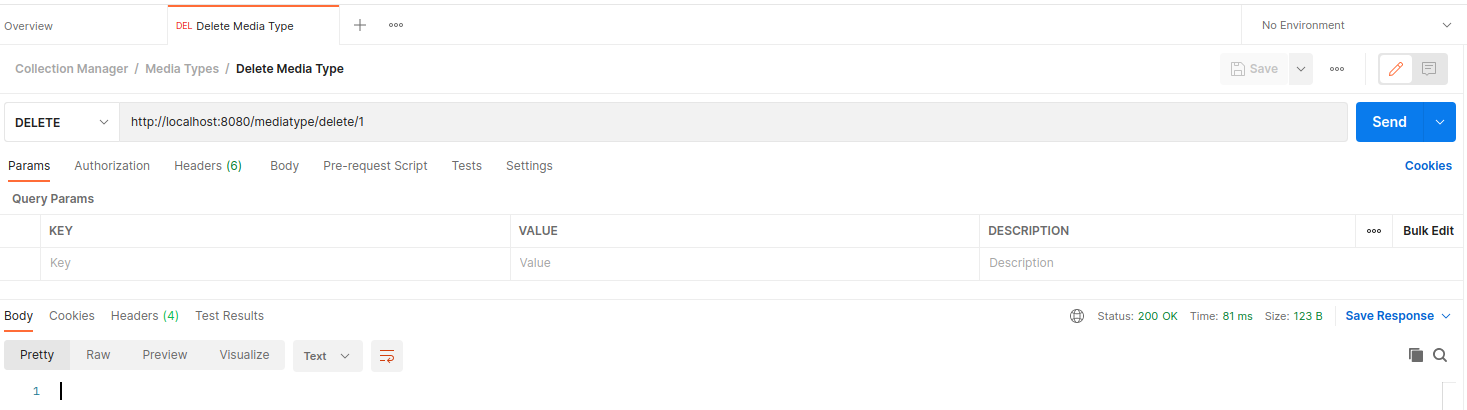 Overview DEL Delete Media Type No Environment
Collection Manager / Media Types / Delete Media Type Save
DELETE http://localhost:8080/mediatype/delete/1 Send
Params Authorization Headers (6) Body Pre-request Script Tests Settings Cookies
Query Params
KEY VALUE DESCRIPTION Bulk Edit
Key Value Description
Body Cookies Headers (4) Test Results Status: 200 OK Time: 81 ms Size: 123 B Save Response
Pretty Raw Preview Visualize Text
1